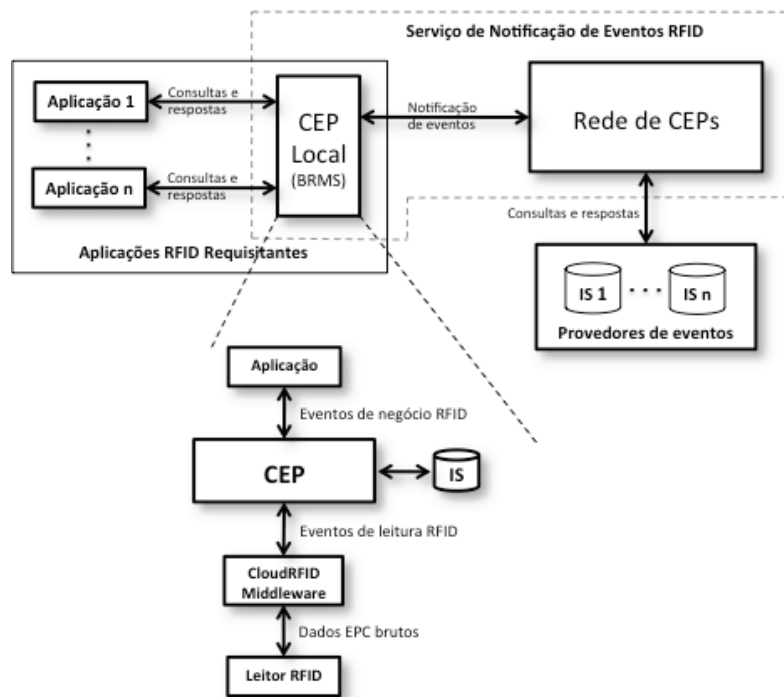 Serviço de Notificação de Eventos RFID
Aplicação 1
Consultas e
respostas
CEP
Local
(BRMS)
Notificação
de eventos
Rede de CEPs
Aplicação n
Consultas e
respostas
Aplicações RFID Requisitantes
Consultas e respostas
IS 1
IS n
Provedores de eventos
Aplicação
Eventos de negócio RFID
CEP
IS
Eventos de leitura RFID
CloudRFID
Middleware
Dados EPC brutos
Leitor RFID